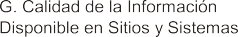 G. Calidad de la Información
Disponible en Sitios y Sistemas